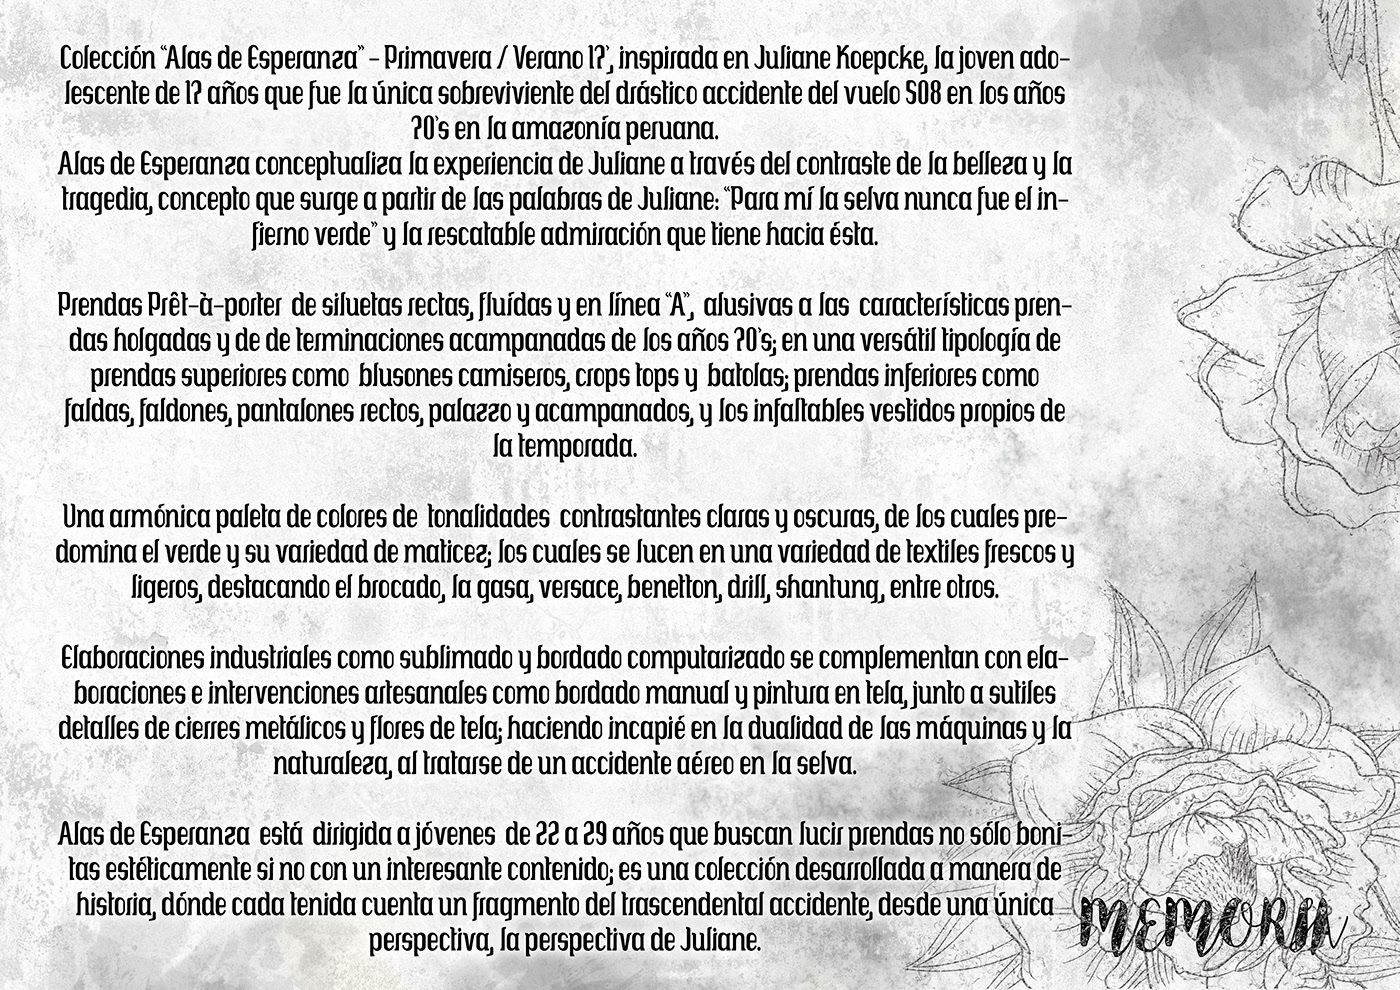 Colección “Alas de Esperanza” - Primavera / Verano 17’, inspirada en Juliane Koepcke, la joven ado-
lescente de 17 años que fue la única sobreviviente del drástico accidente del vuelo 508 en los años
70’s en la amazonía peruana.
Alas de Esperanza conceptualiza la experiencia de Juliane a través del contraste de la belleza y la
tragedia, concepto que surge a partir de las palabras de Juliane: “Para mí la selva nunca fue el in-
fierno verde” y la rescatable admiración que tiene hacia ésta.
Prendas Prêt-à-porter de siluetas rectas, fluídas y en línea “A”, alusivas a las características pren-
das holgadas y de de terminaciones acampanadas de los años 70’s; en una versátil tipología de
prendas superiores como blusones camiseros, crops tops y batolas; prendas inferiores como
faldas, faldones, pantalones rectos, palazzo y acampanados, y los infaltables vestidos propios de
la temporada.
Una armónica paleta de colores de tonalidades contrastantes claras y oscuras, de los cuales pre-
domina el verde y su variedad de maticez; los cuales se lucen en una variedad de textiles frescos y
ligeros, destacando el brocado, la gasa, versace, benetton, drill, shantung, entre otros.
Elaboraciones industriales como sublimado y bordado computarizado se complementan con ela-
boraciones e intervenciones artesanales como bordado manual y pintura en tela, junto a sutiles
detalles de cierres metálicos y flores de tela; haciendo incapié en la dualidad de las máquinas y la
naturaleza, al tratarse de un accidente aéreo en la selva.
Alas de Esperanza está dirigida a jóvenes de 22 a 29 años que buscan lucir prendas no sólo boni-
tas estéticamente si no con un interesante contenido; es una colección desarrollada a manera de
historia, dónde cada tenida cuenta un fragmento del trascendental accidente, desde una única
perspectiva, la perspectiva de Juliane.
MEMORIA